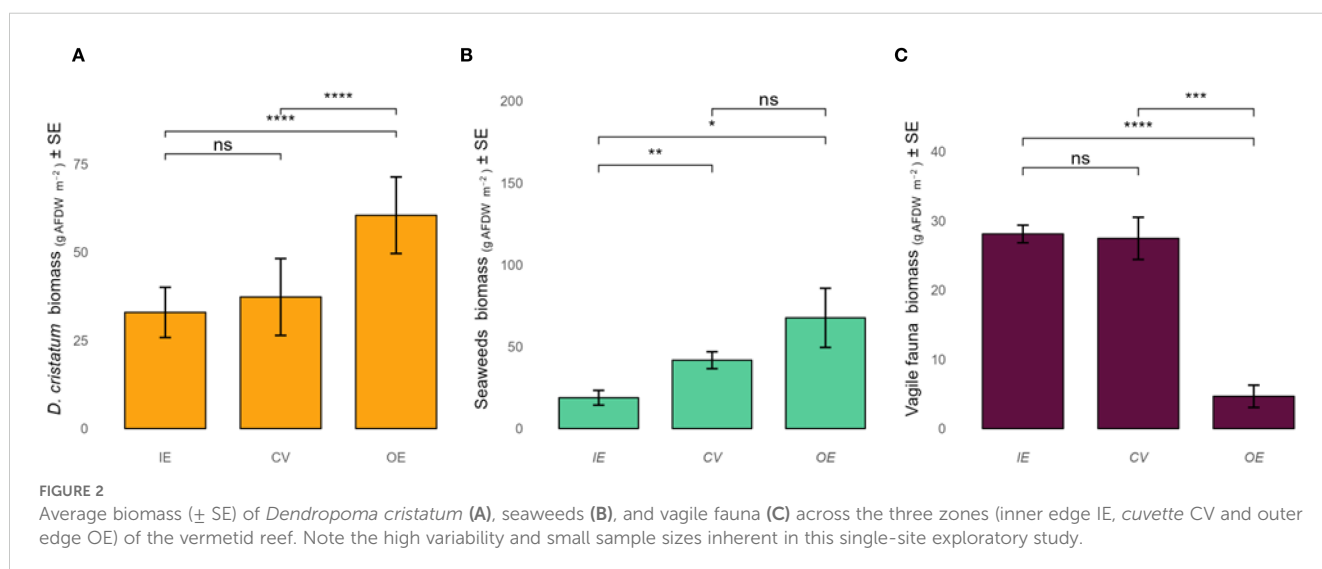 A
B
C
****
****
ns
D. cristatum biomass (g AFDW m⁻²) ± SE
75
50
25
0
IE CV OE
ns
*
**
Seaweeds biomass (g AFDW m⁻²) ± SE
200
150
100
50
0
IE CV OE
***
****
ns
Vagile fauna biomass (g AFDW m⁻²) ± SE
40
30
20
10
0
IE CV OE
FIGURE 2
Average biomass (± SE) of Dendropoma cristatum (A), seaweeds (B), and vagile fauna (C) across the three zones (inner edge IE, cuvette CV and outer
edge OE) of the vermetid reef. Note the high variability and small sample sizes inherent in this single-site exploratory study.